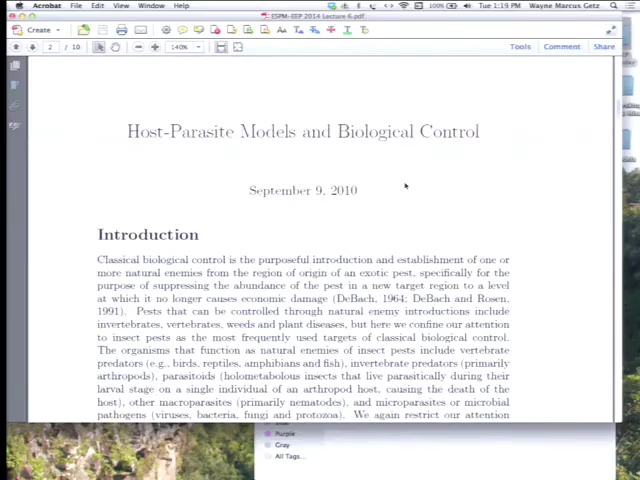 Acrobat File Edit View Window Help 100% Tue 1:19 PM Wayne Marcus Getz
ESPM-EEP 2014 Lecture 6.pdf
Create
2 / 10 140% Tools Comment Share
Host-Parasite Models and Biological Control
September 9, 2010
Introduction
Classical biological control is the purposeful introduction and establishment of one or
more natural enemies from the region of origin of an exotic pest, specifically for the
purpose of suppressing the abundance of the pest in a new target region to a level
at which it no longer causes economic damage (DeBach, 1964; DeBach and Rosen,
1991). Pests that can be controlled through natural enemy introductions include
invertebrates, vertebrates, weeds and plant diseases, but here we confine our attention
to insect pests as the most frequently used targets of classical biological control.
The organisms that function as natural enemies of insect pests include vertebrate
predators (e.g., birds, reptiles, amphibians and fish), invertebrate predators (primarily
arthropods), parasitoids (holometabolous insects that live parasitically during their
larval stage on a single individual of an arthropod host, causing the death of the
host), other macroparasites (primarily nematodes), and microparasites or microbial
pathogens (viruses, bacteria, fungi and protozoa). We again restrict our attention
Purple
Gray
All Tags...